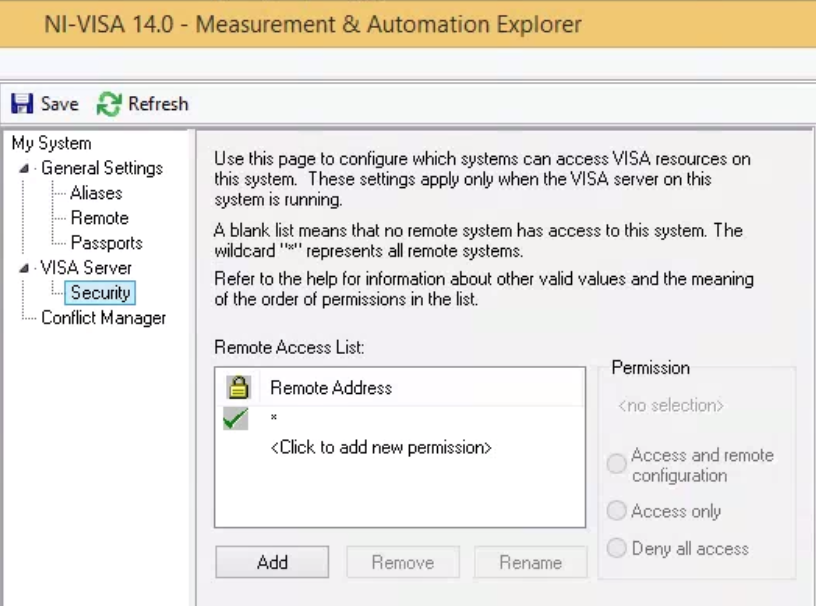 NI-VISA 14.0 - Measurement & Automation Explorer
Save Refresh
My System
General Settings
Aliases
Remote
Passports
VISA Server
Security
Conflict Manager
Use this page to configure which systems can access VISA resources on
this system. These settings apply only when the VISA server on this
system is running.
A blank list means that no remote system has access to this system. The
wildcard "*" represents all remote systems.
Refer to the help for information about other valid values and the meaning
of the order of permissions in the list.
Remote Access List:
Remote Address
*
<Click to add new permission>
Add Remove Rename
Permission
<no selection>
Access and remote
configuration
Access only
Deny all access